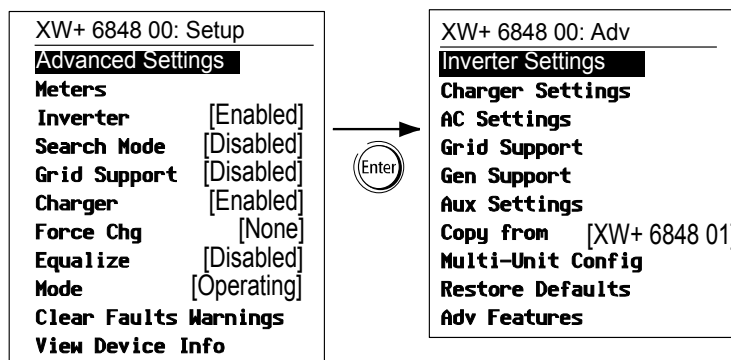 XW+ 6848 00: Setup
Advanced Settings
Meters
Inverter [Enabled]
Search Mode [Disabled]
Grid Support [Disabled]
Charger [Enabled]
Force Chg [None]
Equalize [Disabled]
Mode [Operating]
Clear Faults Warnings
View Device Info
Enter
XW+ 6848 00: Adv
Inverter Settings
Charger Settings
AC Settings
Grid Support
Gen Support
Aux Settings
Copy from [XW+ 6848 01]
Multi-Unit Config
Restore Defaults
Adv Features